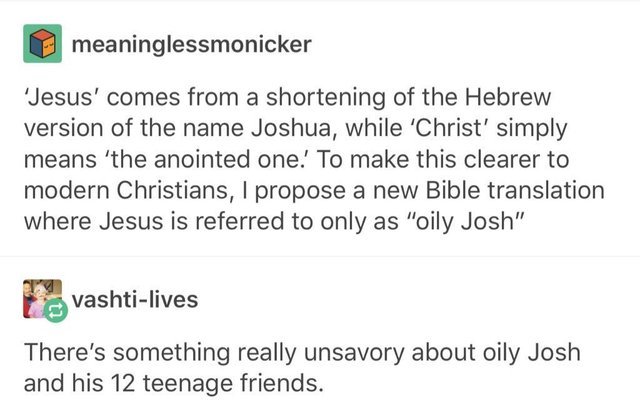 meaninglessmonicker
‘Jesus’ comes from a shortening of the Hebrew
version of the name Joshua, while ‘Christ’ simply
means ‘the anointed one.’ To make this clearer to
modern Christians, I propose a new Bible translation
where Jesus is referred to only as “oily Josh”
vashti-lives
There’s something really unsavory about oily Josh
and his 12 teenage friends.